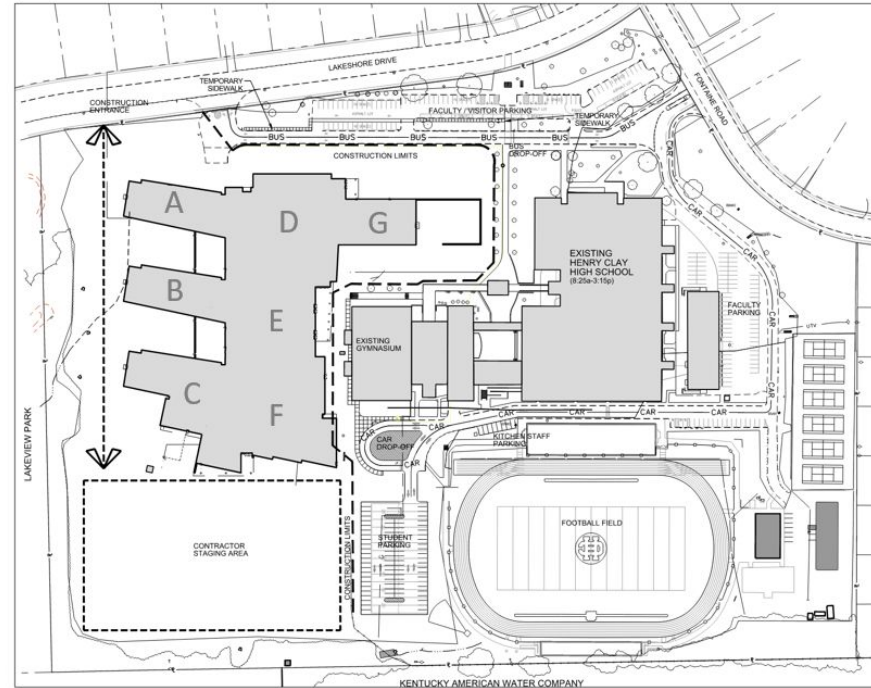 LAKESHORE DRIVE
TEMPORARY
SIDEWALK
CONSTRUCTION
ENTRANCE
FACULTY / VISITOR PARKING
FONTAINE ROAD
TEMPORARY
SIDEWALK
BUS
BUS
BUS
BUS
BUS
BUS
BUS
DROP-OFF
CONSTRUCTION LIMITS
CAR
CAR
CAR
CAR
A
D
G
B
E
C
F
EXISTING
HENRY CLAY
HIGH SCHOOL
(8:25a-3:15p)
FACULTY
PARKING
UTV
EXISTING
GYMNASIUM
CAR
CAR
CAR
CAR
CAR
CAR
CAR
CAR
CAR
DROP-OFF
KITCHEN STAFF
PARKING
LAKEVIEW PARK
CONTRACTOR
STAGING AREA
CONSTRUCTION LIMITS
STUDENT
PARKING
FOOTBALL FIELD
KENTUCKY AMERICAN WATER COMPANY